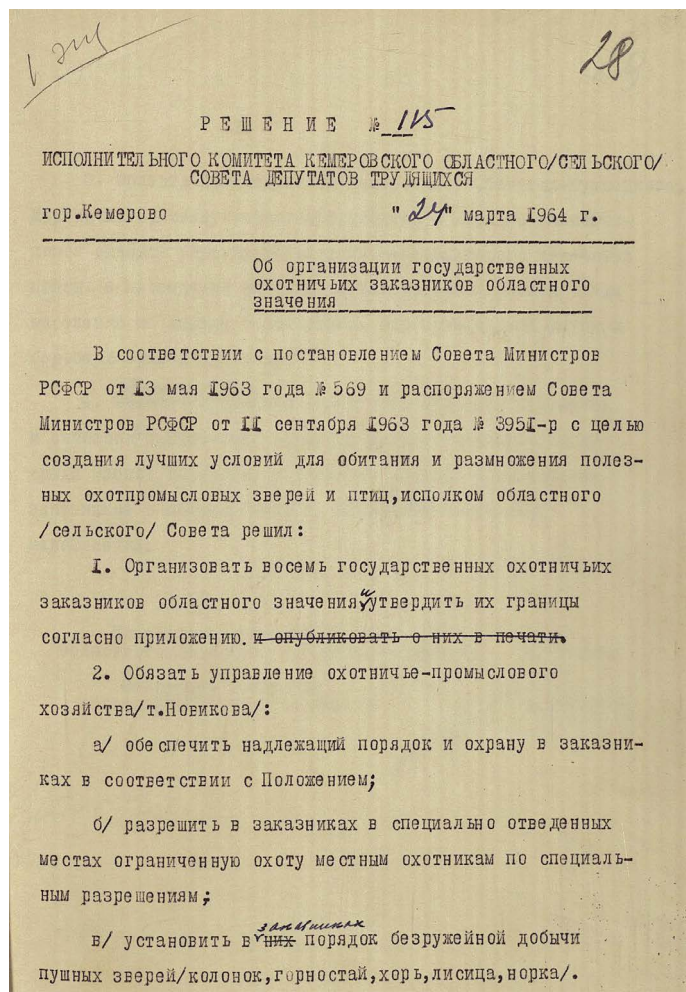 1 экз
28
РЕШЕНИЕ № 115
ИСПОЛНИТЕЛЬНОГО КОМИТЕТА КЕМЕРОВСКОГО ОБЛАСТНОГО/СЕЛЬСКОГО/
СОВЕТА ДЕПУТАТОВ ТРУДЯЩИХСЯ
гор.Кемерово "24" марта 1964 г.
Об организации государственных
охотничьих заказников областного
значения
В соответствии с постановлением Совета Министров
РСФСР от 13 мая 1963 года № 569 и распоряжением Совета
Министров РСФСР от 11 сентября 1963 года № 3951-р с целью
создания лучших условий для обитания и размножения полез-
ных охотпромысловых зверей и птиц,исполком областного
/сельского/ Совета решил:
1. Организовать восемь государственных охотничьих
заказников областного значения и утвердить их границы
согласно приложению. и опубликовать о них в печати.
2. Обязать управление охотничье-промыслового
хозяйства/т.Новикова/:
а/ обеспечить надлежащий порядок и охрану в заказни-
ках в соответствии с Положением;
б/ разрешить в заказниках в специально отведенных
местах ограниченную охоту местным охотникам по специаль-
ным разрешениям;
заказниках
в/ установить в них порядок безружейной добычи
пушных зверей/колонок,горностай,хорь,лисица,норка/.